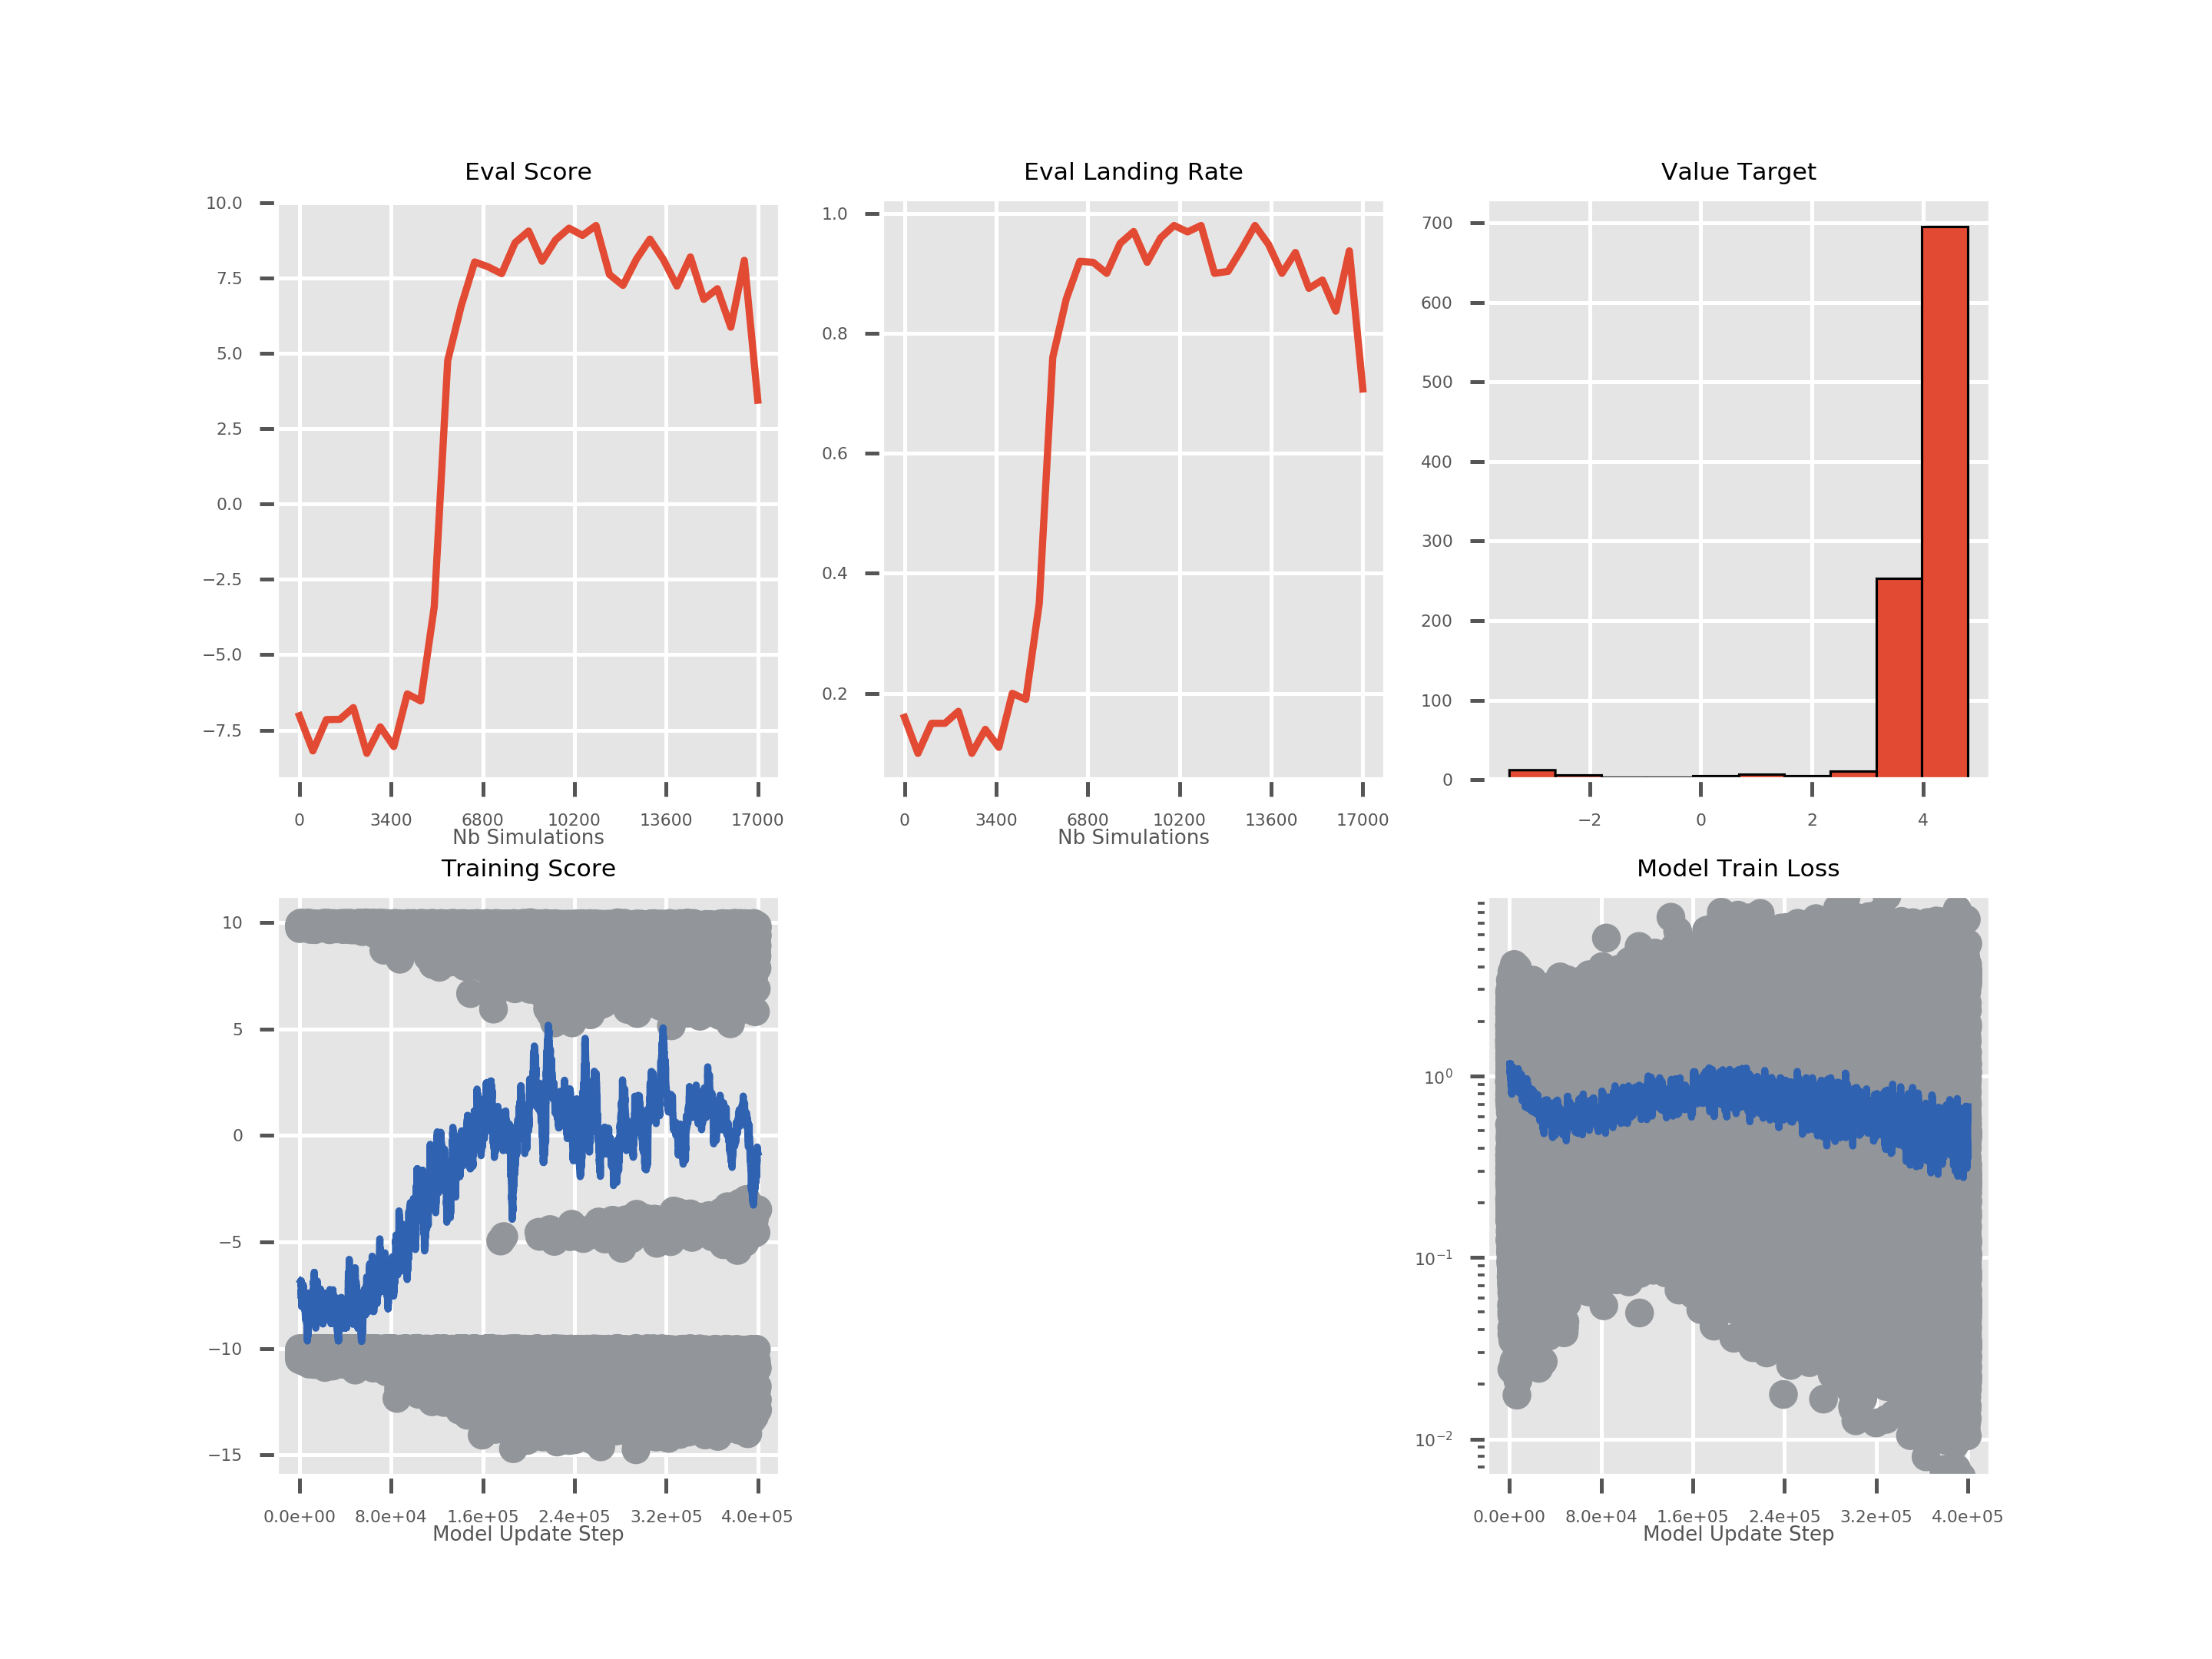 Eval Score
10.0
7.5
5.0
2.5
0.0
−2.5
−5.0
−7.5
0 3400 6800 10200 13600 17000
Nb Simulations
Eval Landing Rate
1.0
0.8
0.6
0.4
0.2
0 3400 6800 10200 13600 17000
Nb Simulations
Value Target
700
600
500
400
300
200
100
0
−2 0 2 4
Training Score
10
5
0
−5
−10
−15
0.0e+00 8.0e+04 1.6e+05 2.4e+05 3.2e+05 4.0e+05
Model Update Step
Model Train Loss
10⁰
10⁻¹
10⁻²
0.0e+00 8.0e+04 1.6e+05 2.4e+05 3.2e+05 4.0e+05
Model Update Step